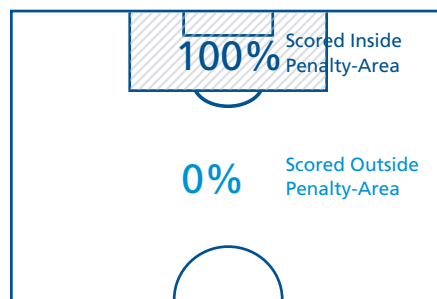 100%
Scored Inside
Penalty-Area
0%
Scored Outside
Penalty-Area